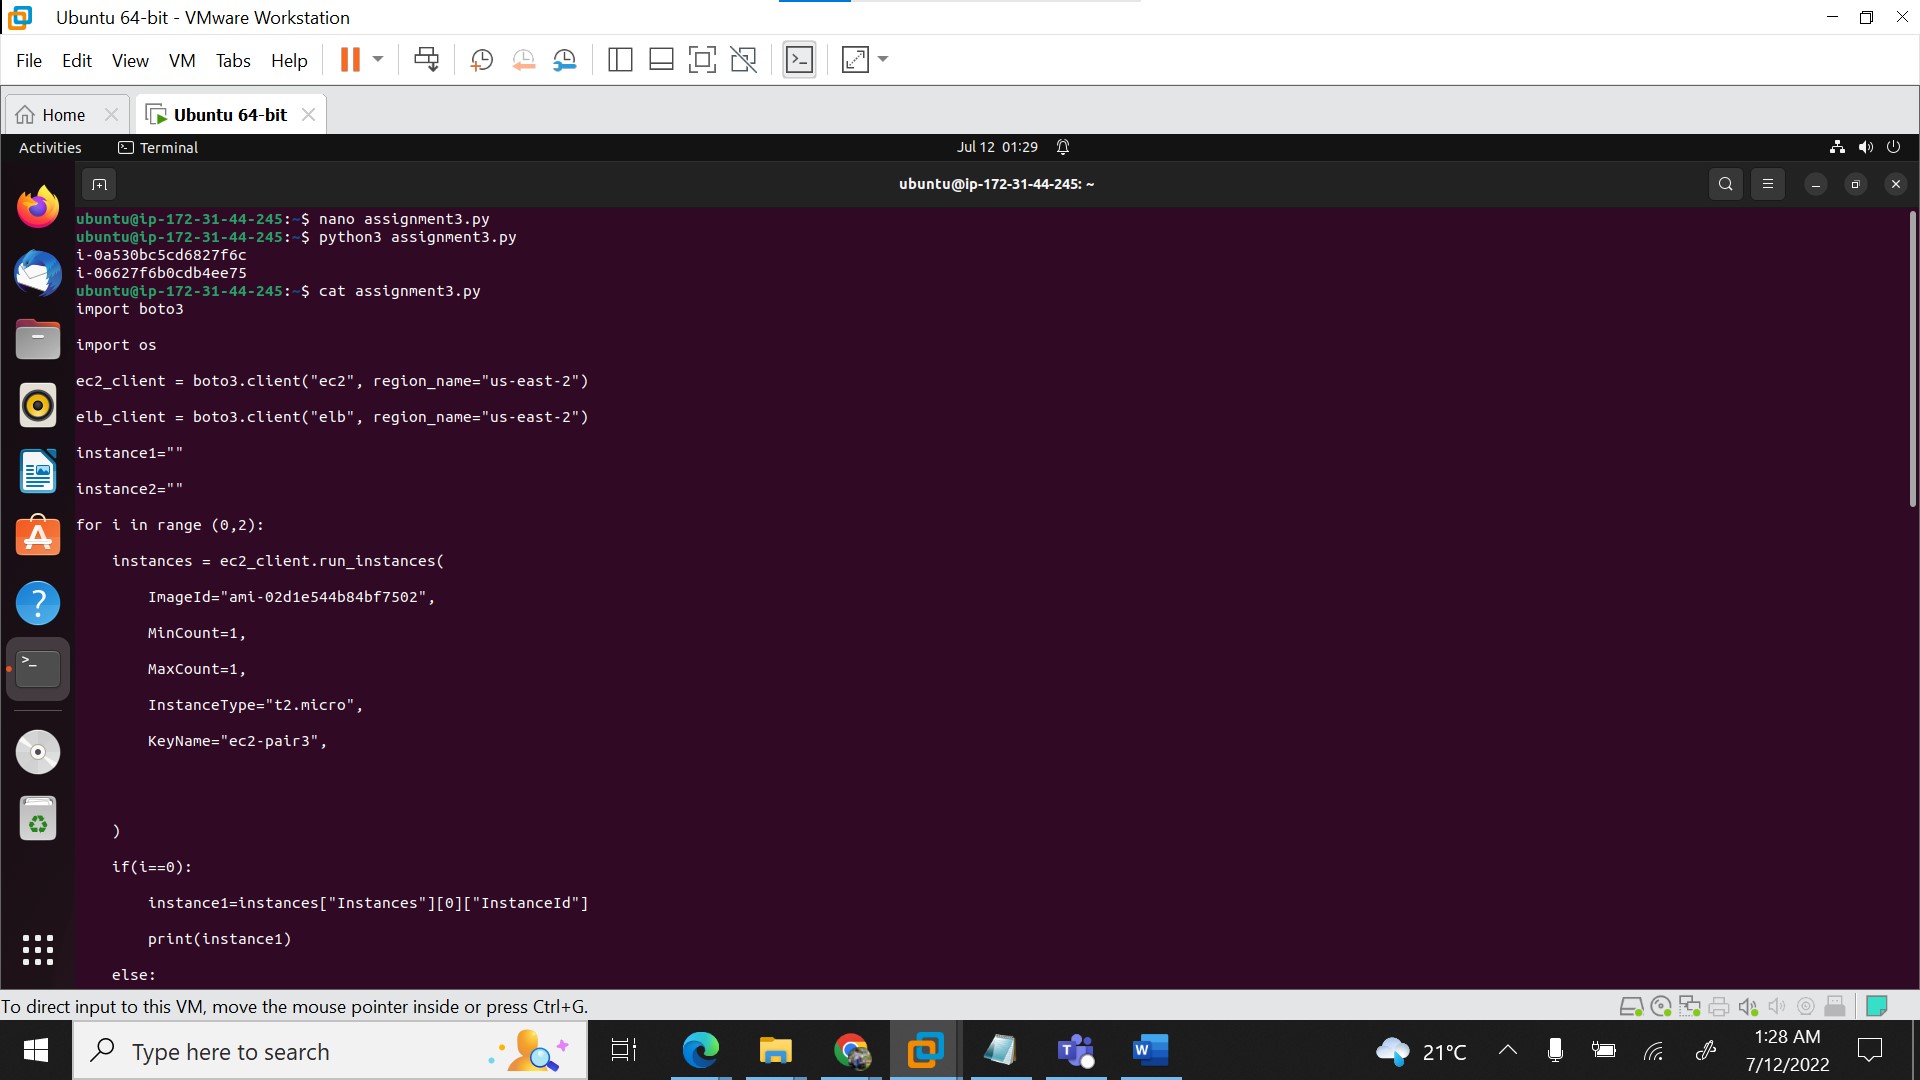 Ubuntu 64-bit - VMware Workstation
File Edit View VM Tabs Help
Home Ubuntu 64-bit
Activities Terminal Jul 12 01:29
ubuntu@ip-172-31-44-245: ~
ubuntu@ip-172-31-44-245:~$ nano assignment3.py
ubuntu@ip-172-31-44-245:~$ python3 assignment3.py
i-0a530bc5cd6827f6c
i-06627f6b0cdb4ee75
ubuntu@ip-172-31-44-245:~$ cat assignment3.py
import boto3
import os
ec2_client = boto3.client("ec2", region_name="us-east-2")
elb_client = boto3.client("elb", region_name="us-east-2")
instance1=""
instance2=""
for i in range (0,2):
    instances = ec2_client.run_instances(
        ImageId="ami-02d1e544b84bf7502",
        MinCount=1,
        MaxCount=1,
        InstanceType="t2.micro",
        KeyName="ec2-pair3",
    )
    if(i==0):
        instance1=instances["Instances"][0]["InstanceId"]
        print(instance1)
    else:
To direct input to this VM, move the mouse pointer inside or press Ctrl+G.
Type here to search
21°C
1:28 AM
7/12/2022